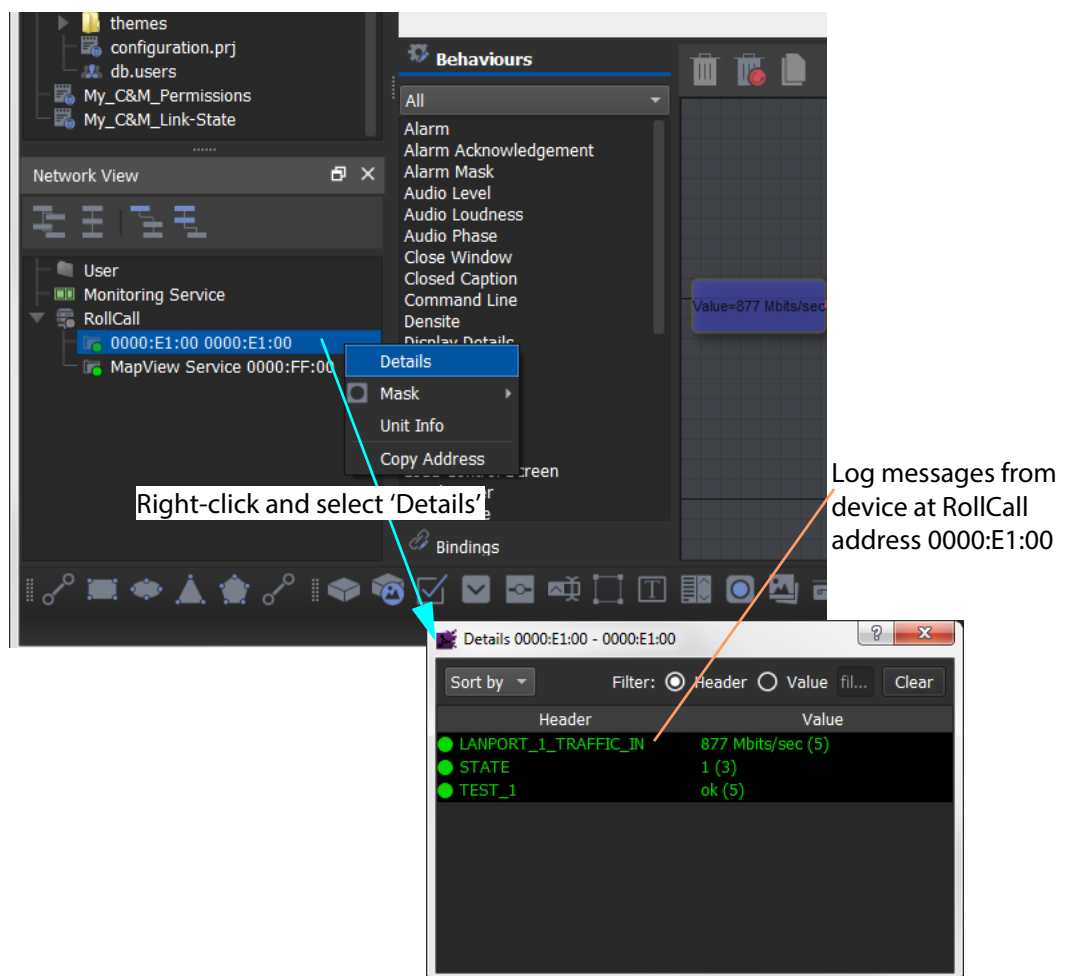 themes
configuration.prj
db.users
My_C&M_Permissions
My_C&M_Link-State
Network View
User
Monitoring Service
RollCall
0000:E1:00 0000:E1:00
MapView Service 0000:FF:00
Behaviours
All
Alarm
Alarm Acknowledgement
Alarm Mask
Audio Level
Audio Loudness
Audio Phase
Close Window
Closed Caption
Command Line
Densite
Display Details
Details
Mask
Unit Info
Copy Address
Screen
Bindings
Value=877 Mbits/sec
Right-click and select ‘Details’
Log messages from
device at RollCall
address 0000:E1:00
Details 0000:E1:00 - 0000:E1:00
Sort by Filter: Header Value fil... Clear
Header Value
LANPORT_1_TRAFFIC_IN 877 Mbits/sec (5)
STATE 1 (3)
TEST_1 ok (5)